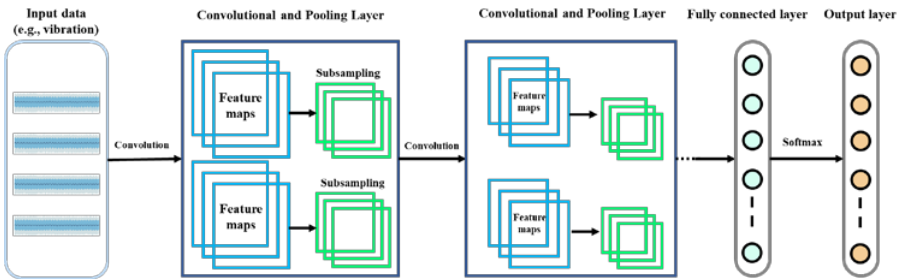 Input data
(e.g., vibration)
Convolutional and Pooling Layer
Convolutional and Pooling Layer
Fully connected layer
Output layer
Convolution
Feature
maps
Subsampling
Feature
maps
Subsampling
Convolution
Feature
maps
Feature
maps
Softmax